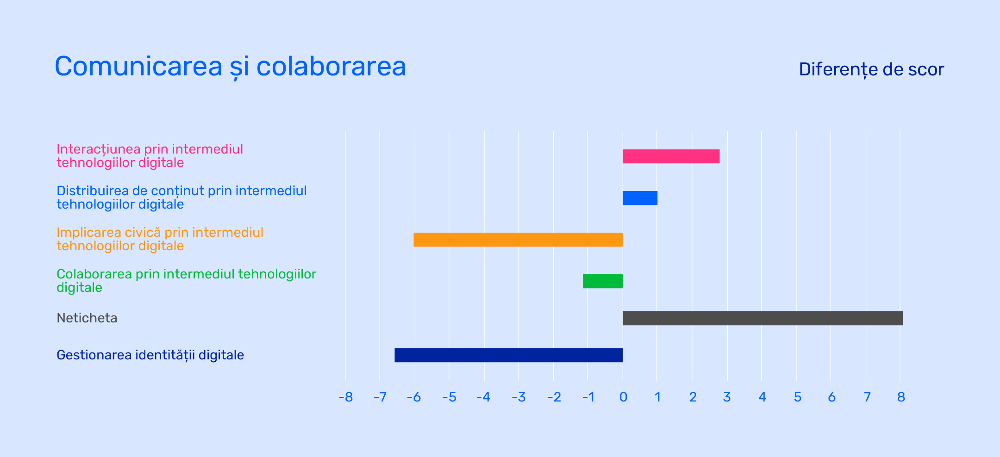 Comunicarea și colaborarea
Diferențe de scor
Interacțiunea prin intermediul
tehnologiilor digitale
Distribuirea de conținut prin intermediul
tehnologiilor digitale
Implicarea civică prin intermediul
tehnologiilor digitale
Colaborarea prin intermediul tehnologiilor
digitale
Neticheta
Gestionarea identității digitale
-8 -7 -6 -5 -4 -3 -2 -1 0 1 2 3 4 5 6 7 8